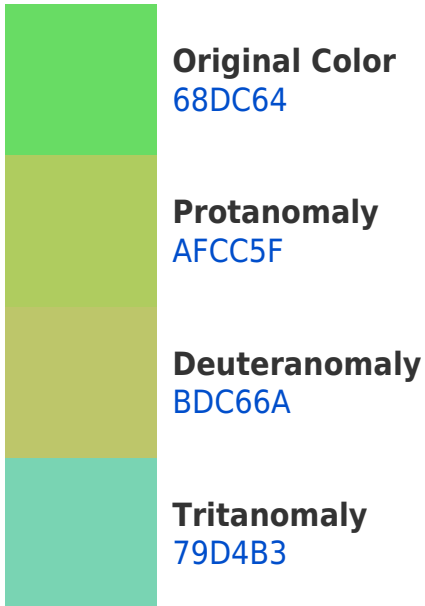 Original Color
68DC64
Protanomaly
AFCC5F
Deuteranomaly
BDC66A
Tritanomaly
79D4B3